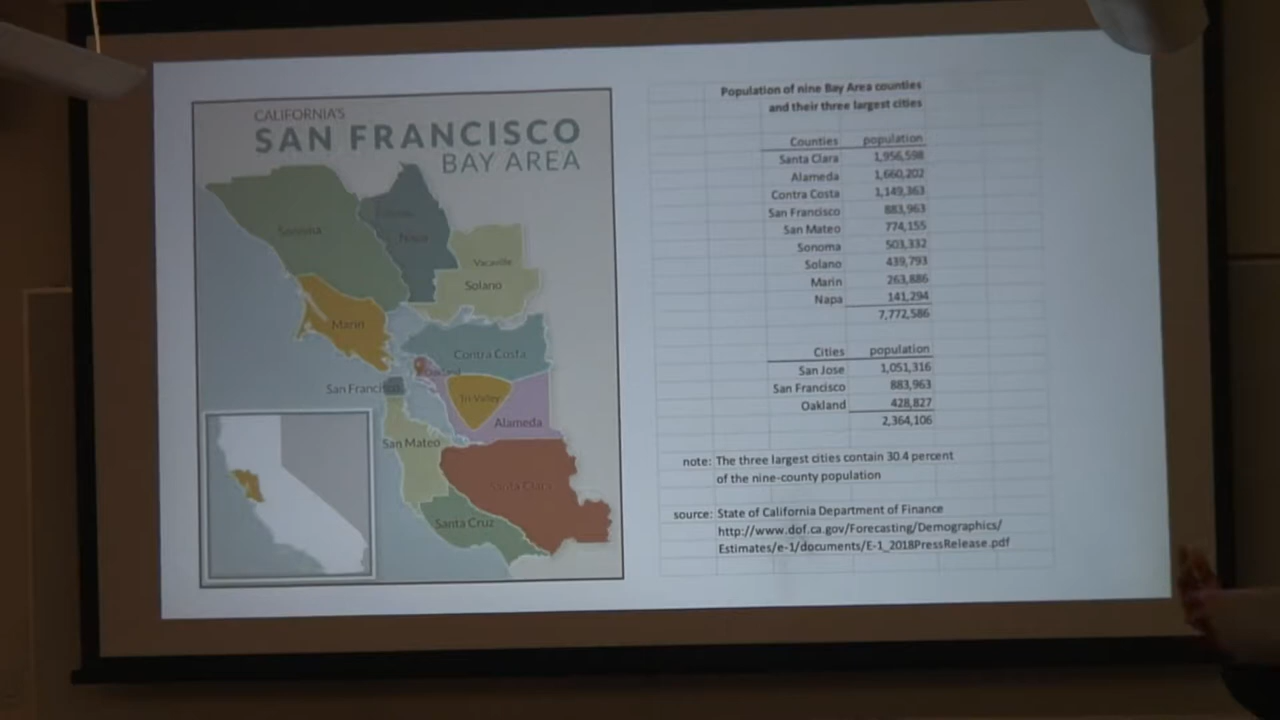 CALIFORNIA'S
SAN FRANCISCO
BAY AREA
Sonoma
Napa
Vacaville
Solano
Marin
Contra Costa
Oakland
San Francisco
Tri-Valley
Alameda
San Mateo
Santa Clara
Santa Cruz
Population of nine Bay Area counties
and their three largest cities
Counties population
Santa Clara 1,956,598
Alameda 1,660,202
Contra Costa 1,149,363
San Francisco 883,963
San Mateo 774,155
Sonoma 503,332
Solano 439,793
Marin 263,886
Napa 141,294
7,772,586
Cities population
San Jose 1,051,316
San Francisco 883,963
Oakland 428,827
2,364,106
note: The three largest cities contain 30.4 percent
of the nine-county population
source: State of California Department of Finance
http://www.dof.ca.gov/Forecasting/Demographics/
Estimates/e-1/documents/E-1_2018PressRelease.pdf